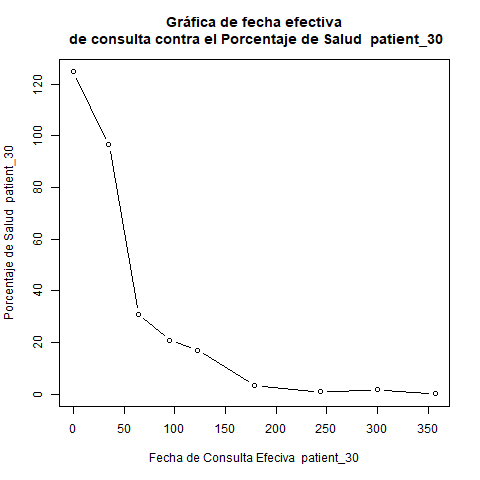 Gráfica de fecha efectiva
de consulta contra el Porcentaje de Salud patient_30
Porcentaje de Salud patient_30
0
20
40
60
80
100
120
0 50 100 150 200 250 300 350
Fecha de Consulta Efeciva patient_30